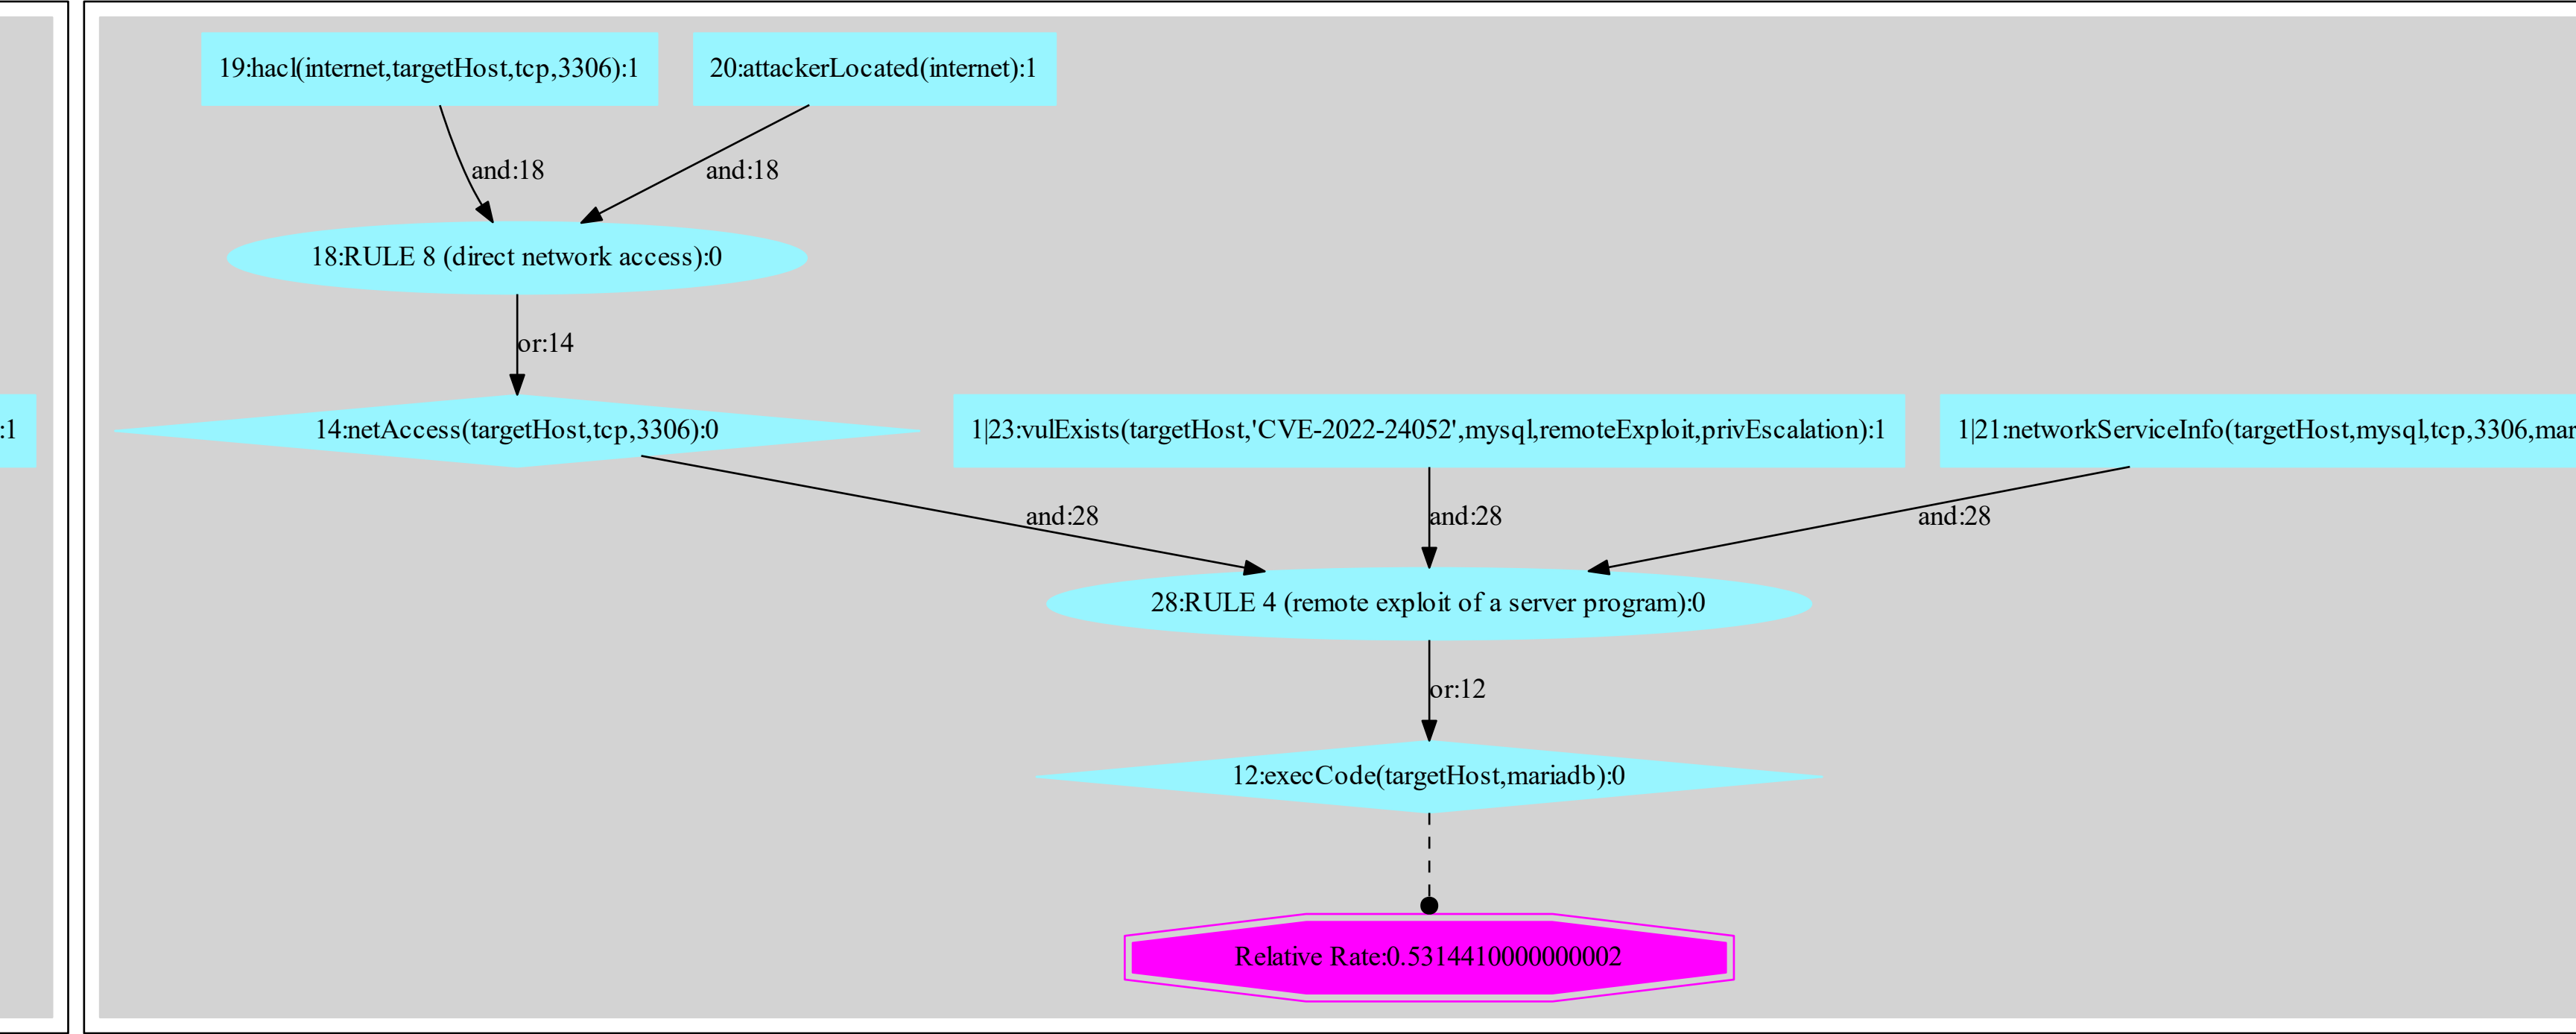 19:hacl(internet,targetHost,tcp,3306):1
20:attackerLocated(internet):1
and:18
and:18
18:RULE 8 (direct network access):0
or:14
:1
14:netAccess(targetHost,tcp,3306):0
1|23:vulExists(targetHost,'CVE-2022-24052',mysql,remoteExploit,privEscalation):1
1|21:networkServiceInfo(targetHost,mysql,tcp,3306,mar
and:28
and:28
and:28
28:RULE 4 (remote exploit of a server program):0
or:12
12:execCode(targetHost,mariadb):0
Relative Rate:0.5314410000000002